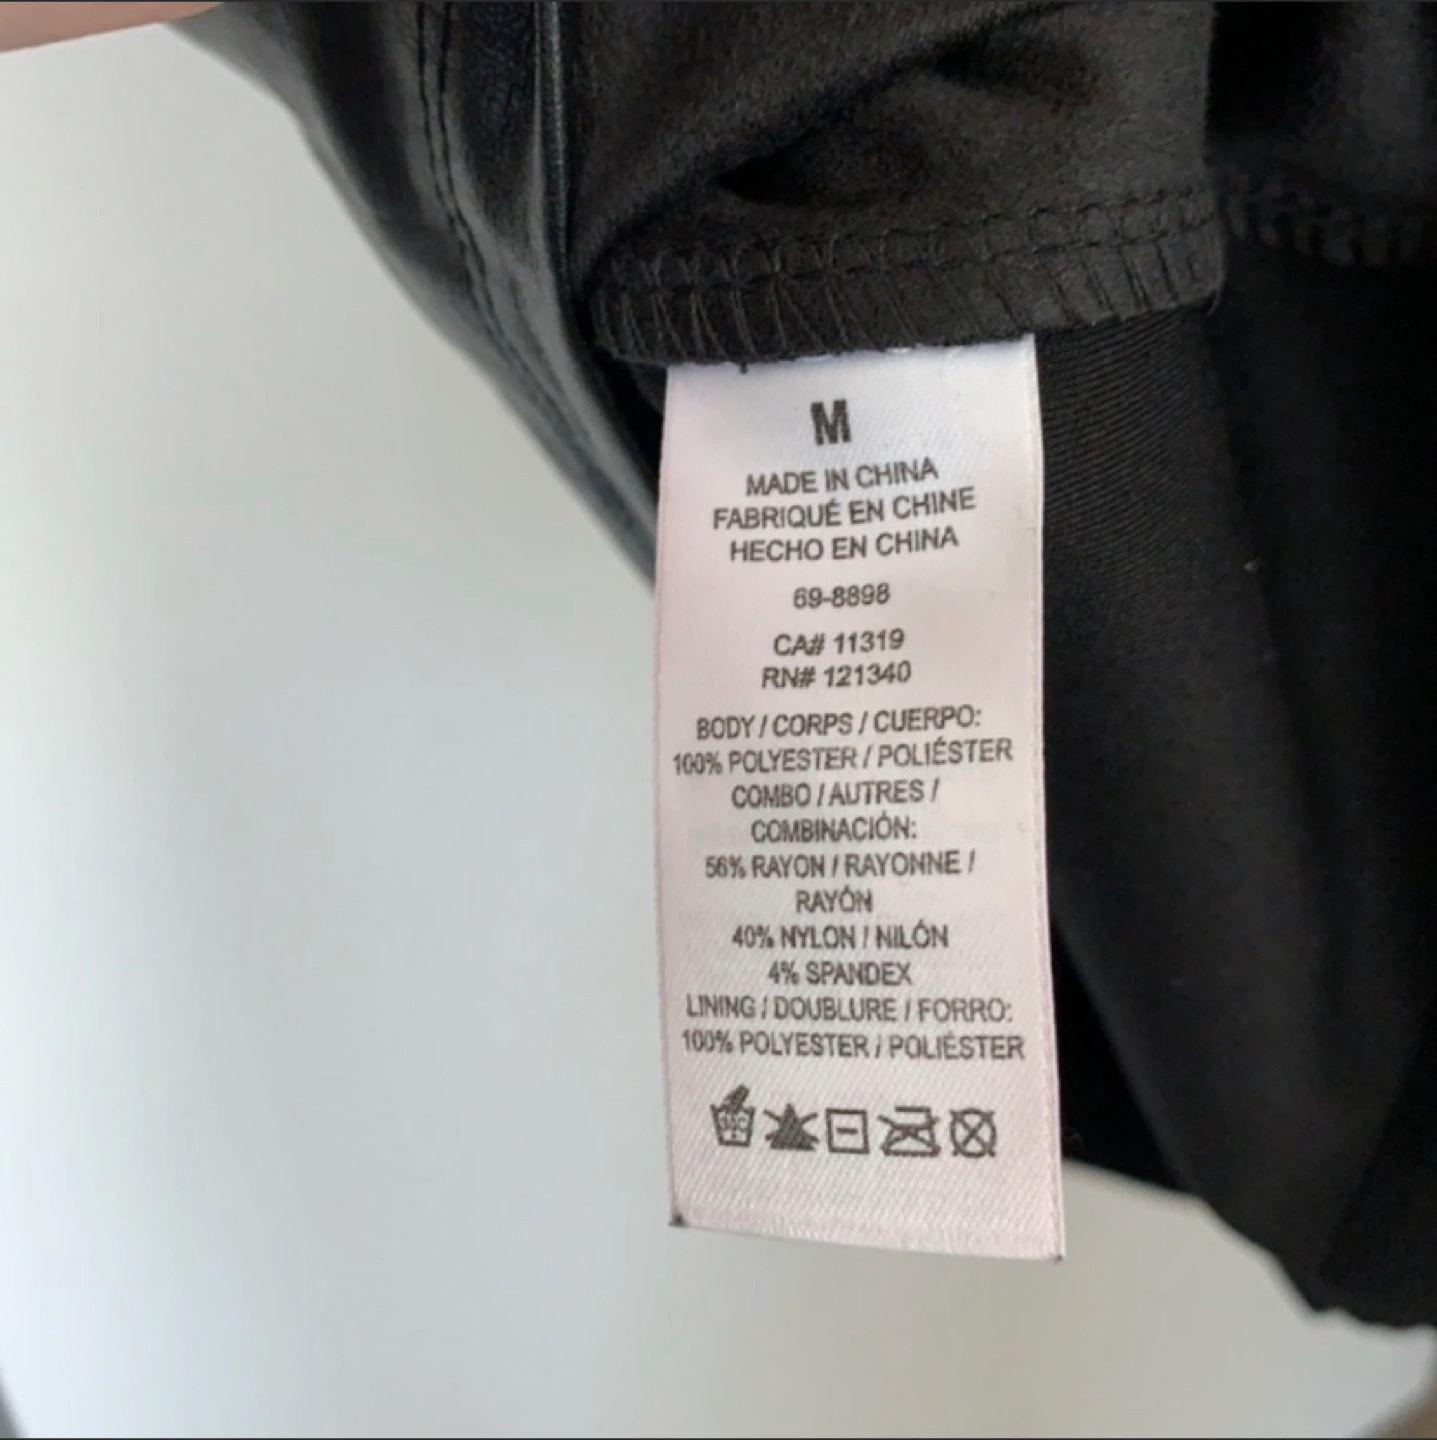 M
MADE IN CHINA
FABRIQUÉ EN CHINE
HECHO EN CHINA
69-8898
CA# 11319
RN# 121340
BODY / CORPS / CUERPO:
100% POLYESTER / POLIÉSTER
COMBO / AUTRES /
COMBINACIÓN:
56% RAYON / RAYONNE /
RAYÓN
40% NYLON / NILÓN
4% SPANDEX
LINING / DOUBLURE / FORRO:
100% POLYESTER / POLIÉSTER